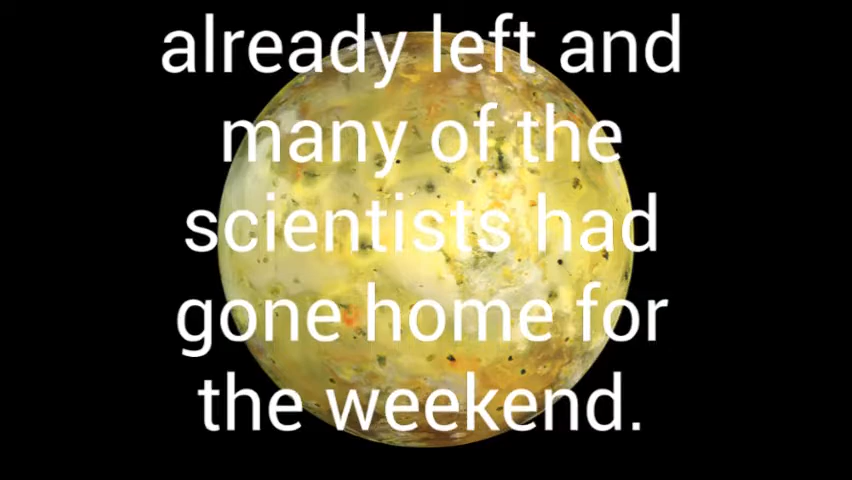 already left and
many of the
scientists had
gone home for
the weekend.